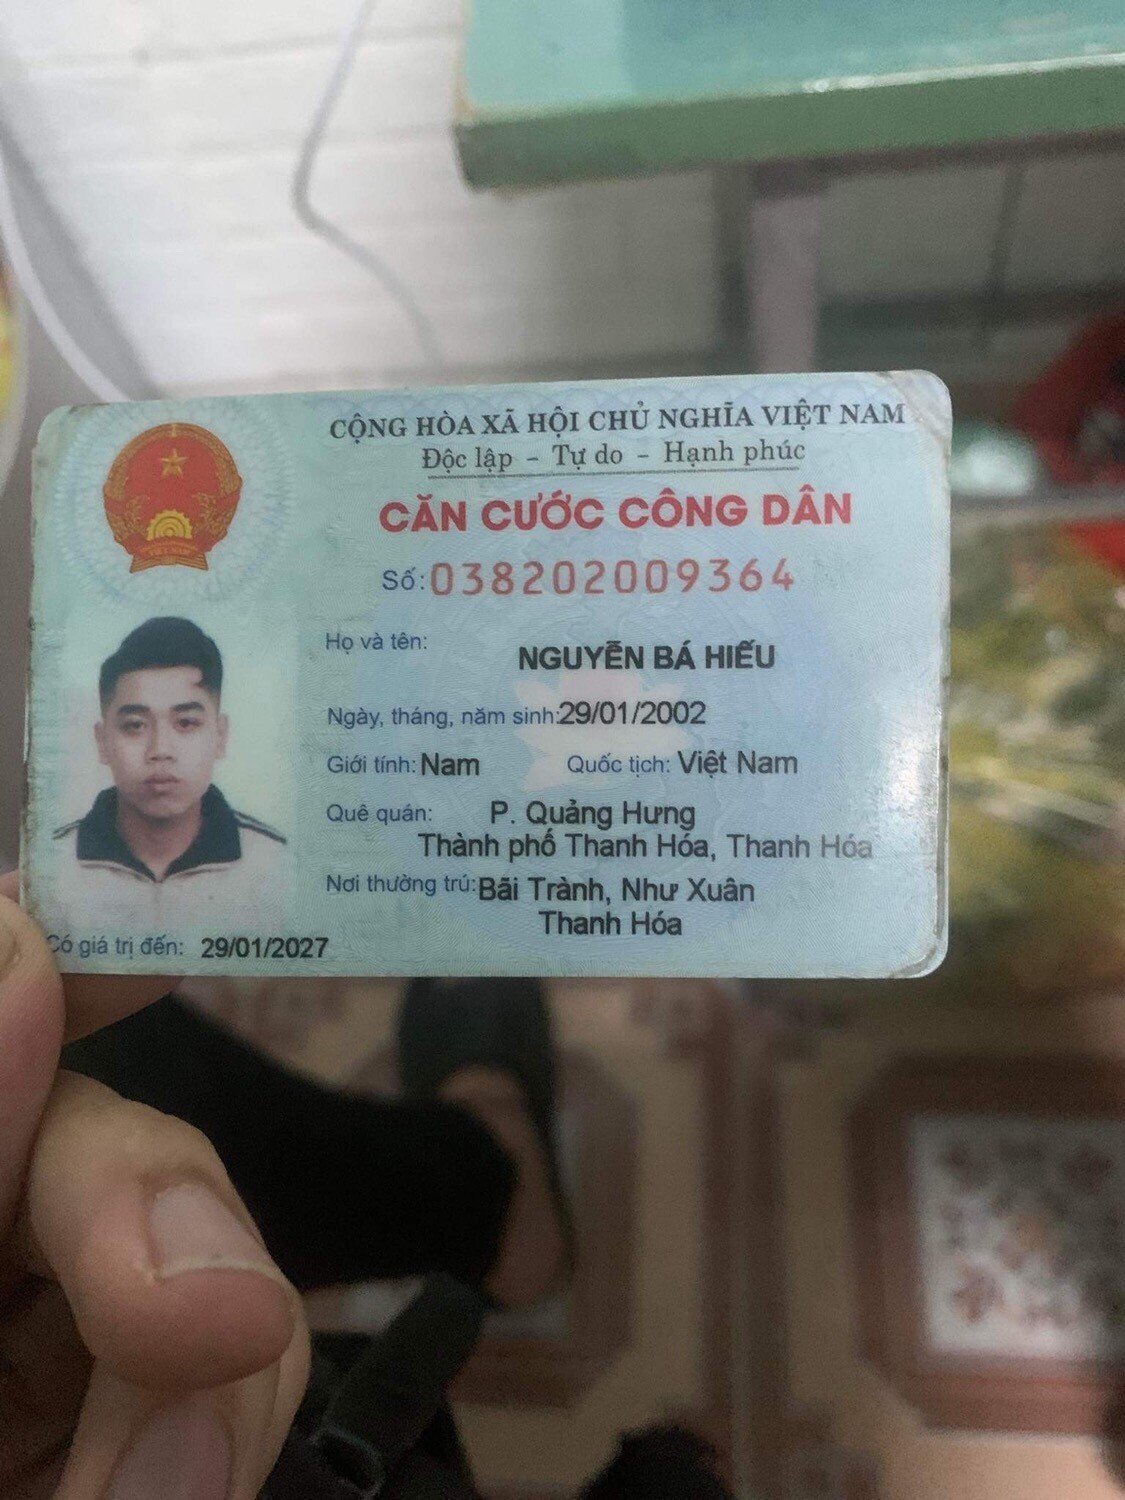 CỘNG HÒA XÃ HỘI CHỦ NGHĨA VIỆT NAM
Độc lập - Tự do - Hạnh phúc
CĂN CƯỚC CÔNG DÂN
Số: 038202009364
Họ và tên:
NGUYỄN BÁ HIẾU
Ngày, tháng, năm sinh: 29/01/2002
Giới tính: Nam Quốc tịch: Việt Nam
Quê quán: P. Quảng Hưng
Thành phố Thanh Hóa, Thanh Hóa
Nơi thường trú: Bãi Trành, Như Xuân
Thanh Hóa
Có giá trị đến: 29/01/2027